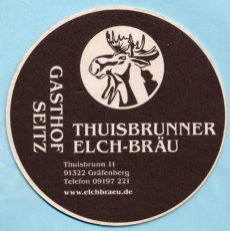 GASTHOF
SEITZ
THUISBRUNNER
ELCH-BRÄU
Thuisbrunn 11
91322 Gräfenberg
Telefon 09197 221
www.elchbraeu.de